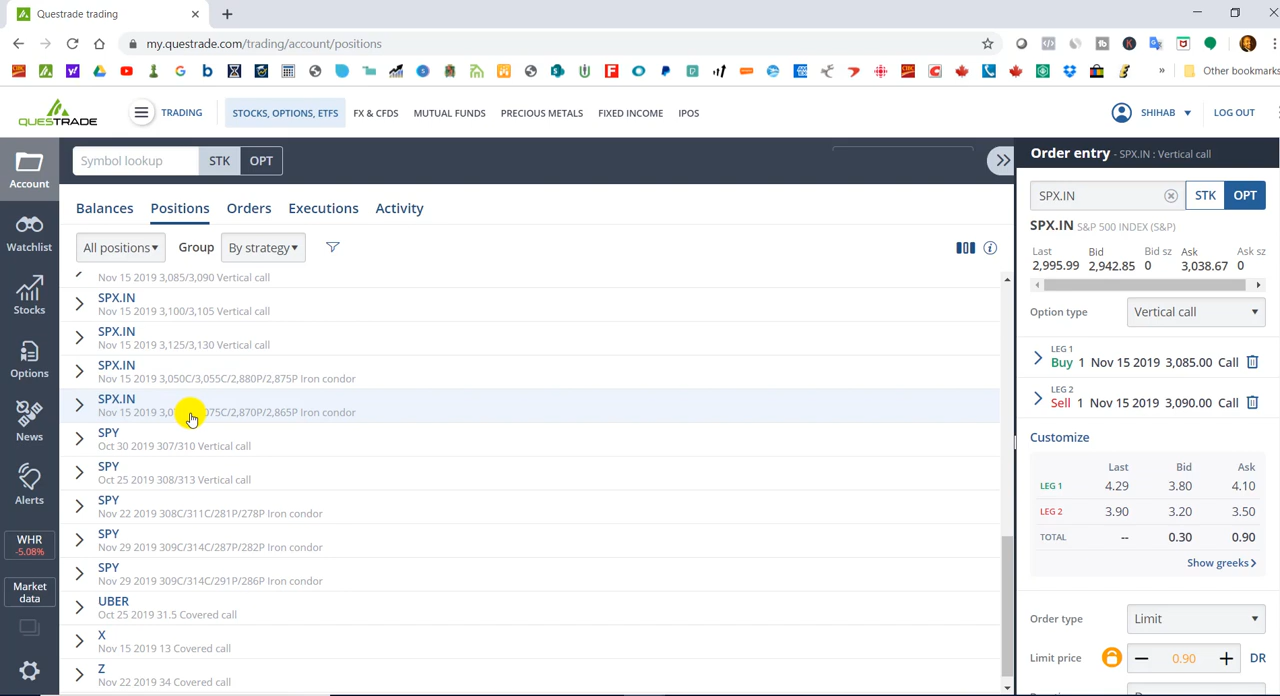 Questrade trading
my.questrade.com/trading/account/positions
Other bookmarks
QUESTRADE
TRADING
STOCKS, OPTIONS, ETFS
FX & CFDS
MUTUAL FUNDS
PRECIOUS METALS
FIXED INCOME
IPOS
SHIHAB
LOG OUT
Account
Watchlist
Stocks
Options
News
Alerts
WHR
-5.08%
Market
data
Symbol lookup
STK
OPT
Balances
Positions
Orders
Executions
Activity
All positions
Group
By strategy
Nov 15 2019 3,085/3,090 Vertical call
SPX.IN
Nov 15 2019 3,100/3,105 Vertical call
SPX.IN
Nov 15 2019 3,125/3,130 Vertical call
SPX.IN
Nov 15 2019 3,050C/3,055C/2,880P/2,875P Iron condor
SPX.IN
Nov 15 2019 075C/2,870P/2,865P Iron condor
SPY
Oct 30 2019 307/310 Vertical call
SPY
Oct 25 2019 308/313 Vertical call
SPY
Nov 22 2019 308C/311C/281P/278P Iron condor
SPY
Nov 29 2019 309C/314C/287P/282P Iron condor
SPY
Nov 29 2019 309C/314C/291P/286P Iron condor
UBER
Oct 25 2019 31.5 Covered call
X
Nov 15 2019 13 Covered call
Z
Nov 22 2019 34 Covered call
Order entry - SPX.IN : Vertical call
SPX.IN
STK
OPT
SPX.IN S&P 500 INDEX (S&P)
Last Bid Bid sz Ask Ask sz
2,995.99 2,942.85 0 3,038.67 0
Option type
Vertical call
LEG 1
Buy 1 Nov 15 2019 3,085.00 Call
LEG 2
Sell 1 Nov 15 2019 3,090.00 Call
Customize
Last Bid Ask
LEG 1 4.29 3.80 4.10
LEG 2 3.90 3.20 3.50
TOTAL -- 0.30 0.90
Show greeks
Order type
Limit
Limit price
0.90
DR